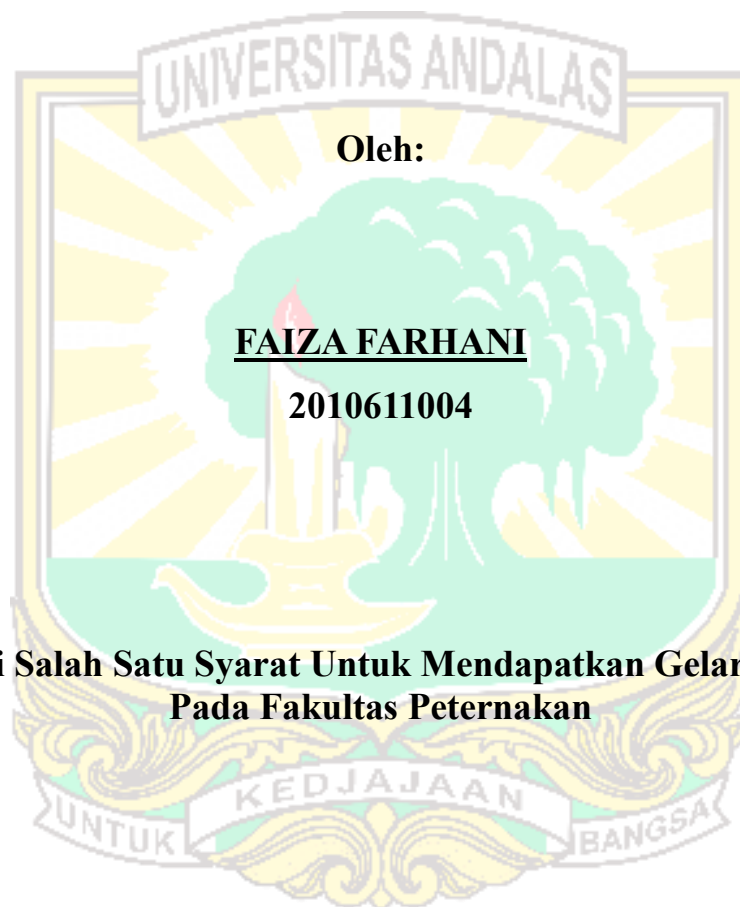 UNIVERSITAS ANDALAS
Oleh:
FAIZA FARHANI
2010611004
i Salah Satu Syarat Untuk Mendapatkan Gelar
Pada Fakultas Peternakan
UNTUK KEDJAJAAN BANGSA